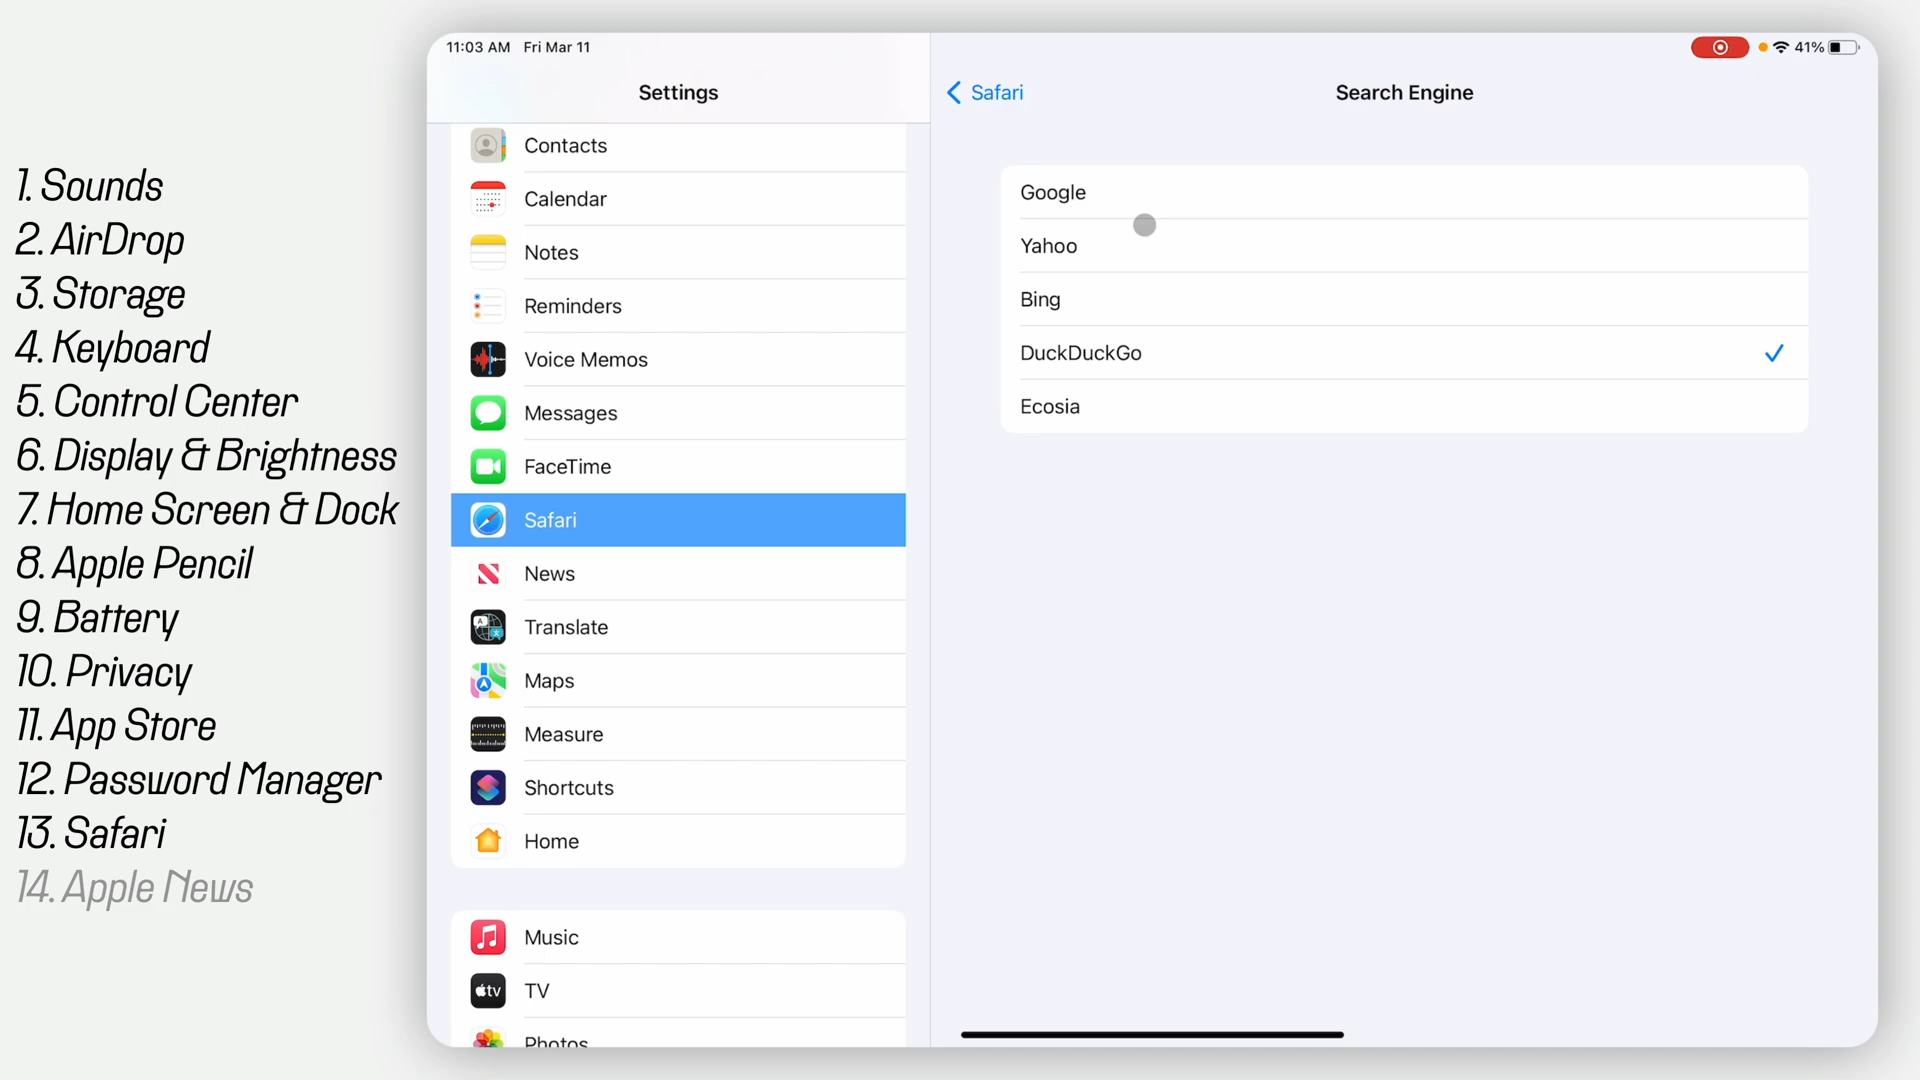 1. Sounds
2. AirDrop
3. Storage
4. Keyboard
5. Control Center
6. Display & Brightness
7. Home Screen & Dock
8. Apple Pencil
9. Battery
10. Privacy
11. App Store
12. Password Manager
13. Safari
14. Apple News
11:03 AM Fri Mar 11
Settings
Contacts
Calendar
Notes
Reminders
Voice Memos
Messages
FaceTime
Safari
News
Translate
Maps
Measure
Shortcuts
Home
Music
tv
TV
Photos
41%
Safari
Search Engine
Google
Yahoo
Bing
DuckDuckGo
Ecosia